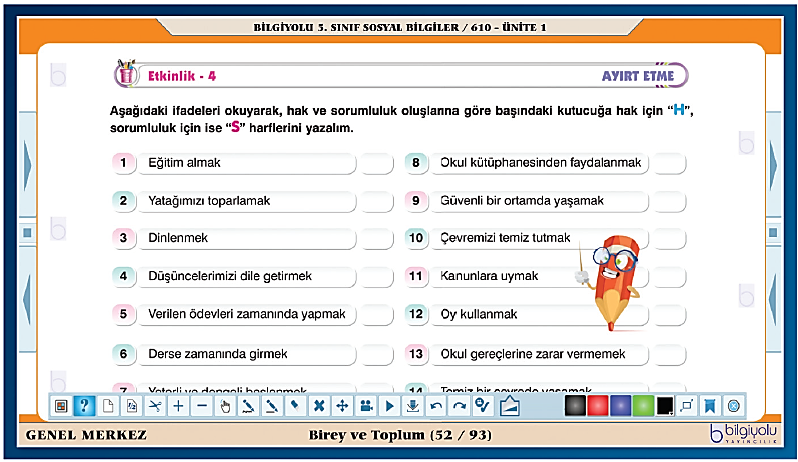 BİLGİYOLU 5. SINIF SOSYAL BİLGİLER / 610 - ÜNİTE 1
Etkinlik - 4
AYIRT ETME
Aşağıdaki ifadeleri okuyarak, hak ve sorumluluk oluşlarına göre başındaki kutucuğa hak için “H”,
sorumluluk için ise “S” harflerini yazalım.
1 Eğitim almak
2 Yatağımızı toparlamak
3 Dinlenmek
4 Düşüncelerimizi dile getirmek
5 Verilen ödevleri zamanında yapmak
6 Derse zamanında girmek
7 Yeterli ve dengeli beslenmek
8 Okul kütüphanesinden faydalanmak
9 Güvenli bir ortamda yaşamak
10 Çevremizi temiz tutmak
11 Kanunlara uymak
12 Oy kullanmak
13 Okul gereçlerine zarar vermemek
14 Temiz bir çevrede yaşamak
GENEL MERKEZ
Birey ve Toplum (52 / 93)
bilgiyolu
YAYINCILIK